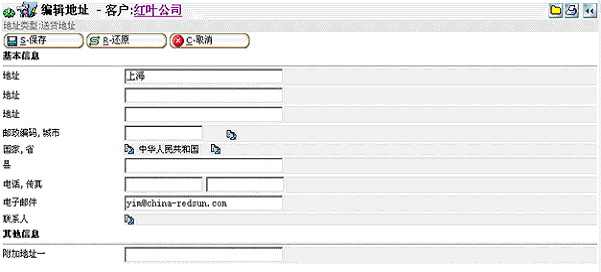 编辑地址 - 客户:红叶公司
地址类型:送货地址
S-保存 R-还原 C-取消
基本信息
地址 上海
地址
地址
邮政编码, 城市
国家, 省 中华人民共和国
县
电话, 传真
电子邮件 yim@china-redsun.com
联系人
其他信息
附加地址一